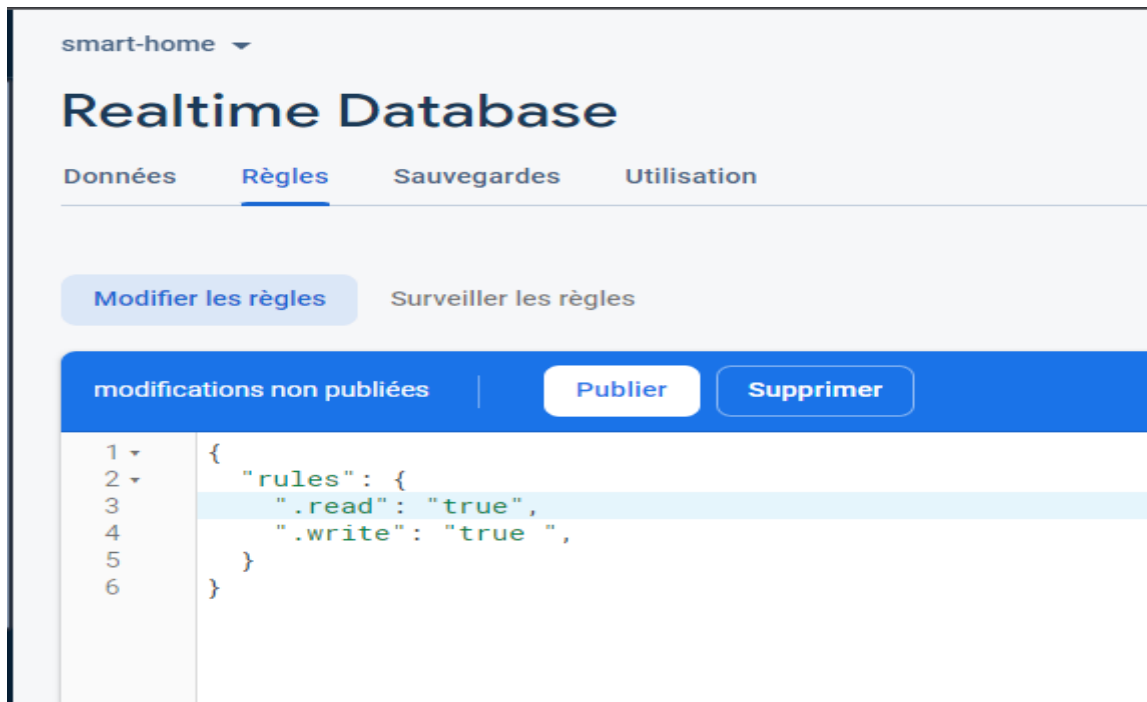 smart-home
Realtime Database
Données Règles Sauvegardes Utilisation
Modifier les règles Surveiller les règles
modifications non publiées Publier Supprimer
1 {
2 "rules": {
3 ".read": "true",
4 ".write": "true ",
5 }
6 }